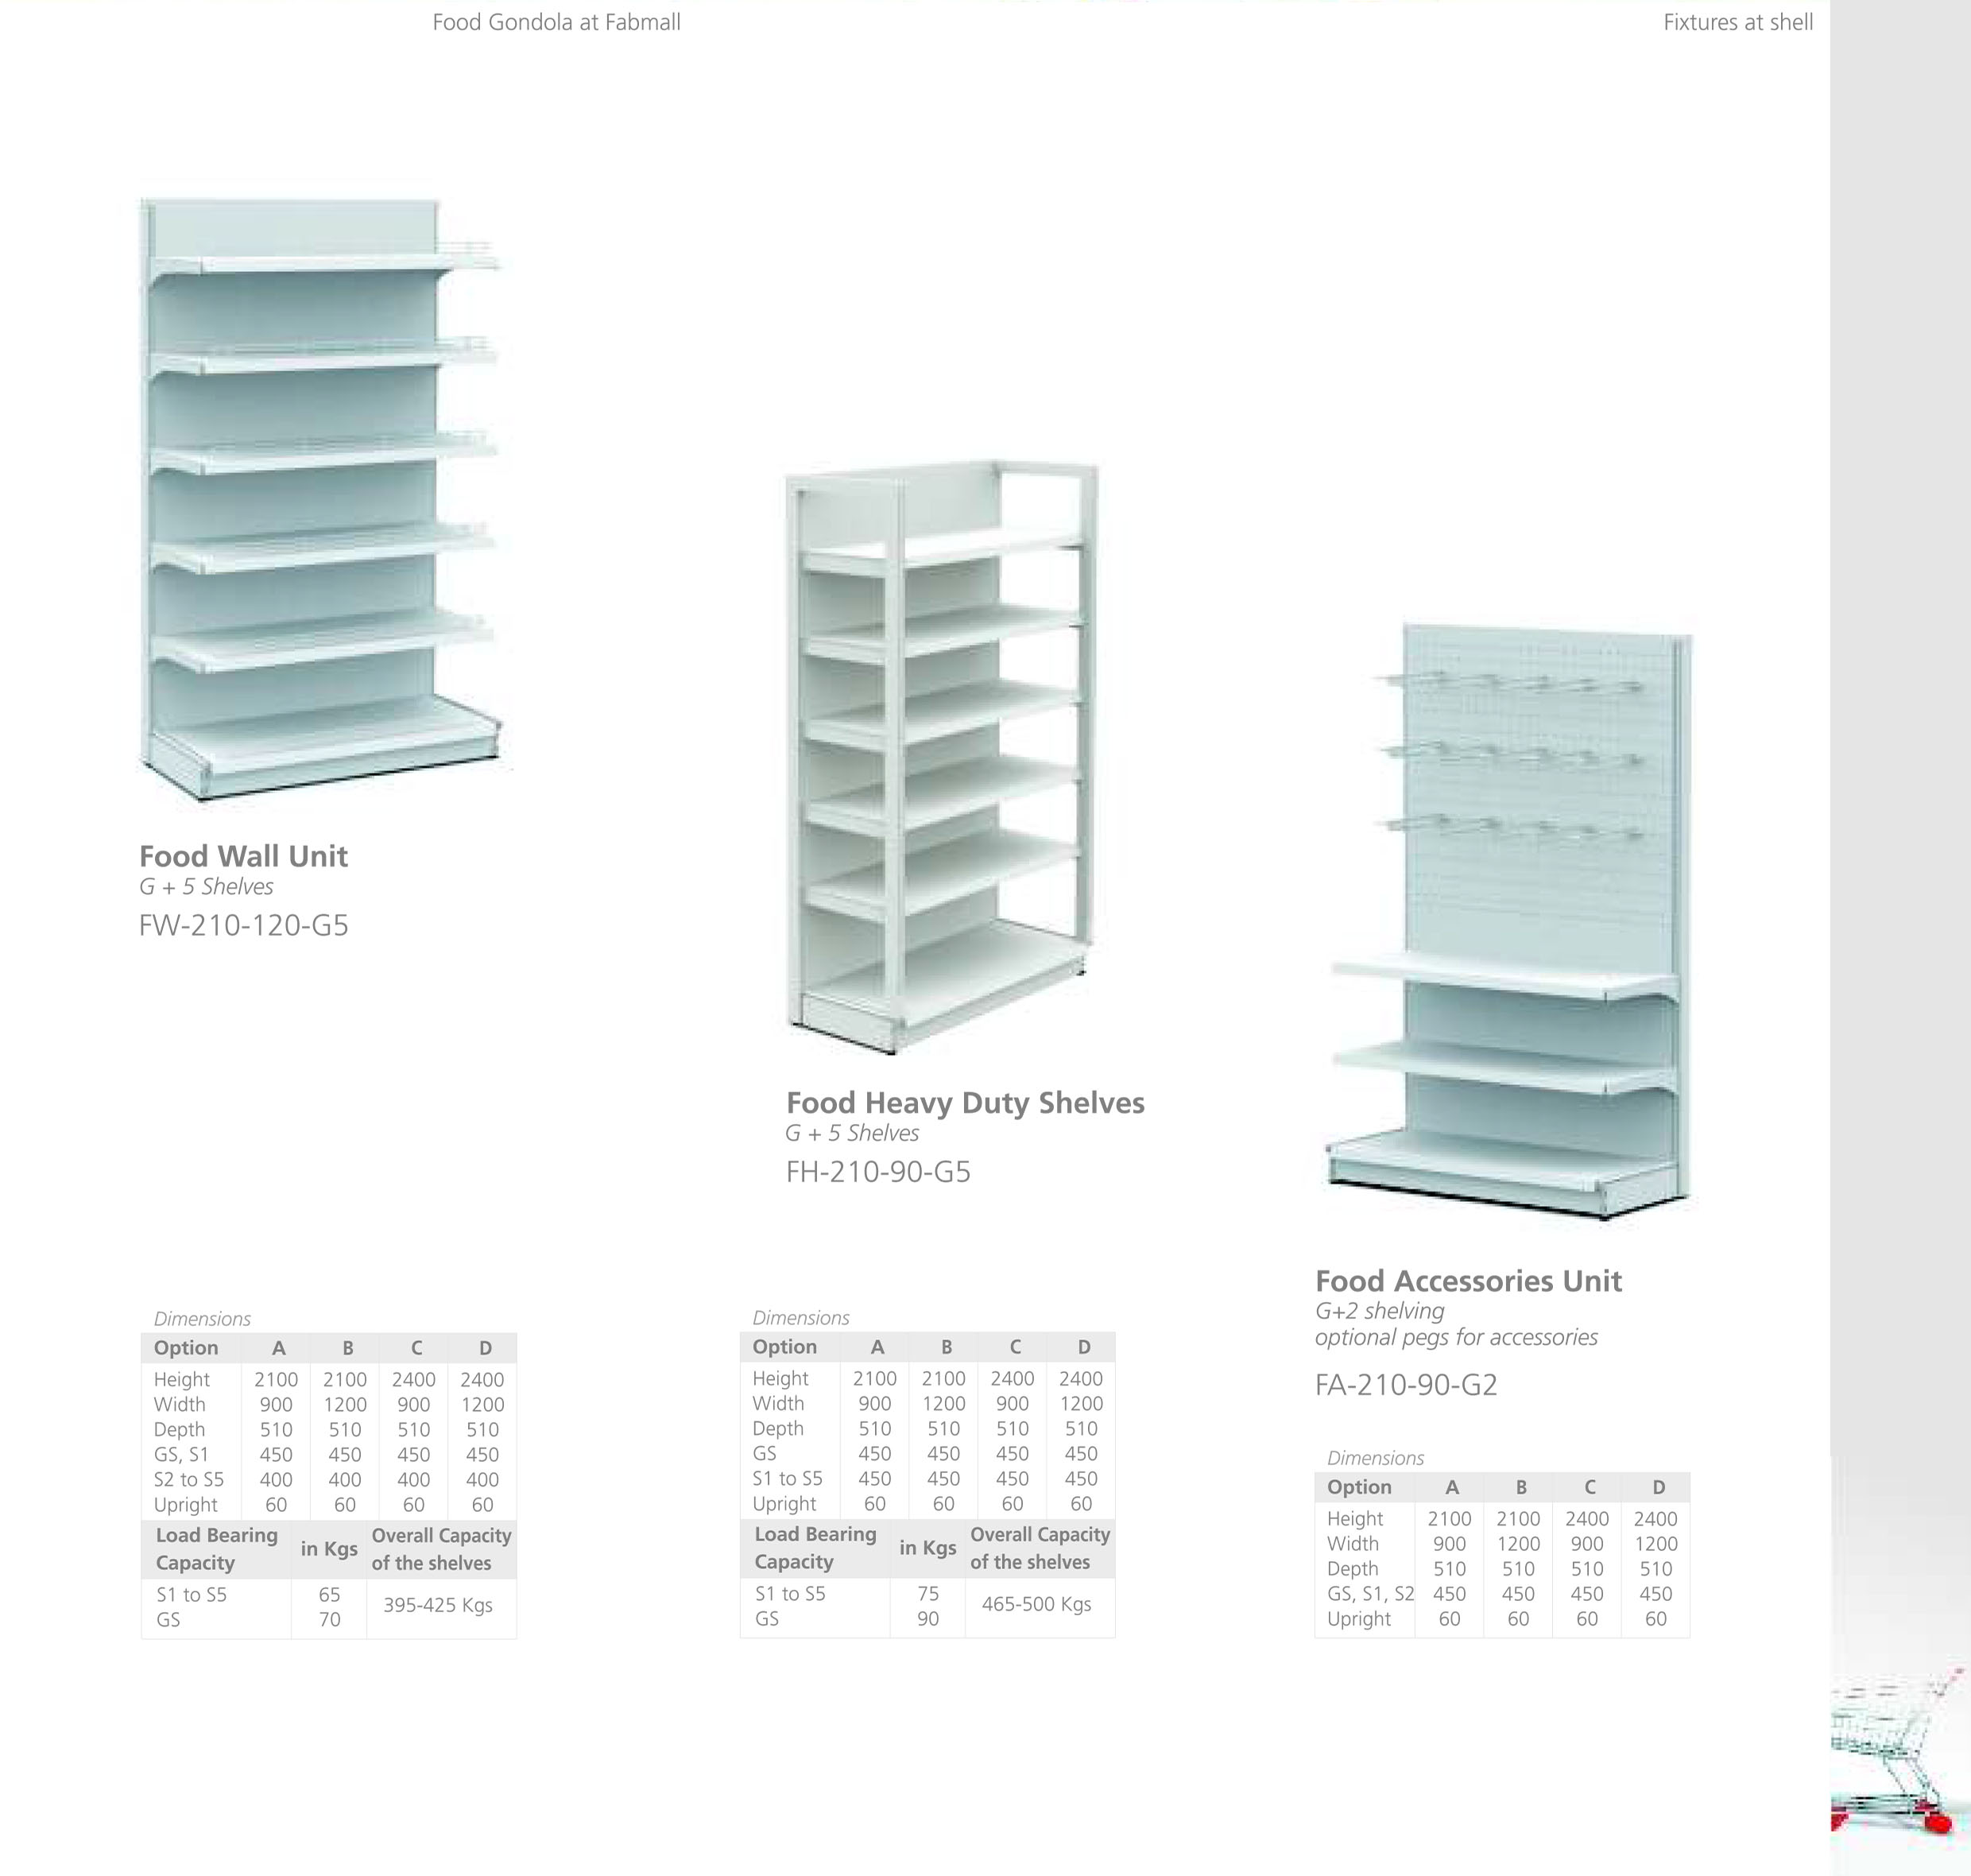 Food Gondola at Fabmall
Fixtures at shell
Food Wall Unit
G + 5 Shelves
FW-210-120-G5
Food Heavy Duty Shelves
G + 5 Shelves
FH-210-90-G5
Food Accessories Unit
G+2 shelving
optional pegs for accessories
FA-210-90-G2
Dimensions
Option A B C D
Height 2100 2100 2400 2400
Width 900 1200 900 1200
Depth 510 510 510 510
GS, S1 450 450 450 450
S2 to S5 400 400 400 400
Upright 60 60 60 60
Load Bearing Capacity in Kgs Overall Capacity of the shelves
S1 to S5 65
395-425 Kgs
GS 70
Dimensions
Option A B C D
Height 2100 2100 2400 2400
Width 900 1200 900 1200
Depth 510 510 510 510
GS 450 450 450 450
S1 to S5 450 450 450 450
Upright 60 60 60 60
Load Bearing Capacity in Kgs Overall Capacity of the shelves
S1 to S5 75
465-500 Kgs
GS 90
Dimensions
Option A B C D
Height 2100 2100 2400 2400
Width 900 1200 900 1200
Depth 510 510 510 510
GS, S1, S2 450 450 450 450
Upright 60 60 60 60